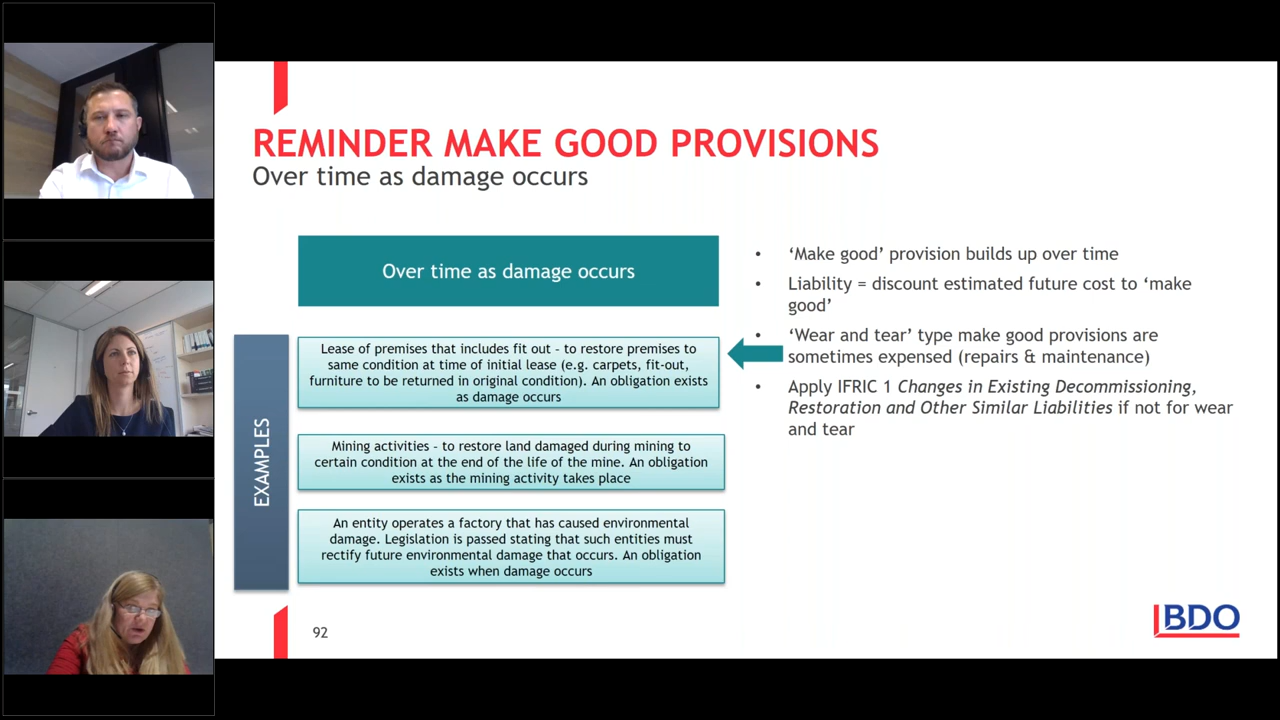 REMINDER MAKE GOOD PROVISIONS
Over time as damage occurs
Over time as damage occurs
EXAMPLES
Lease of premises that includes fit out - to restore premises to
same condition at time of initial lease (e.g. carpets, fit-out,
furniture to be returned in original condition). An obligation exists
as damage occurs
Mining activities - to restore land damaged during mining to
certain condition at the end of the life of the mine. An obligation
exists as the mining activity takes place
An entity operates a factory that has caused environmental
damage. Legislation is passed stating that such entities must
rectify future environmental damage that occurs. An obligation
exists when damage occurs
• ‘Make good’ provision builds up over time
• Liability = discount estimated future cost to ‘make
good’
• ‘Wear and tear’ type make good provisions are
sometimes expensed (repairs & maintenance)
• Apply IFRIC 1 Changes in Existing Decommissioning,
Restoration and Other Similar Liabilities if not for wear
and tear
92
BDO